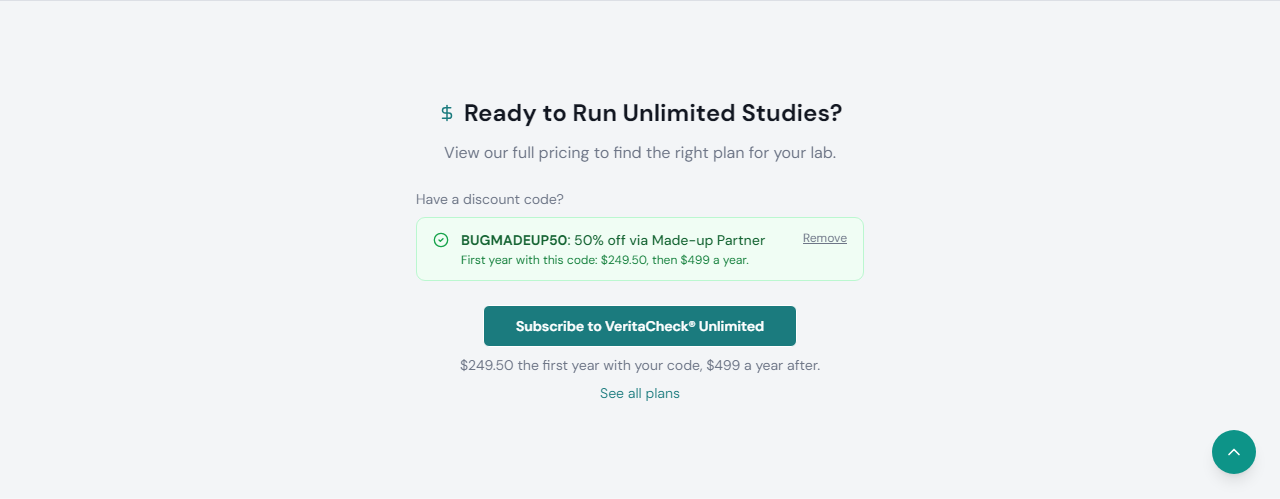 $ Ready to Run Unlimited Studies?
View our full pricing to find the right plan for your lab.
Have a discount code?
BUGMADEUP50: 50% off via Made-up Partner
Remove
First year with this code: $249.50, then $499 a year.
Subscribe to VeritaCheck® Unlimited
$249.50 the first year with your code, $499 a year after.
See all plans